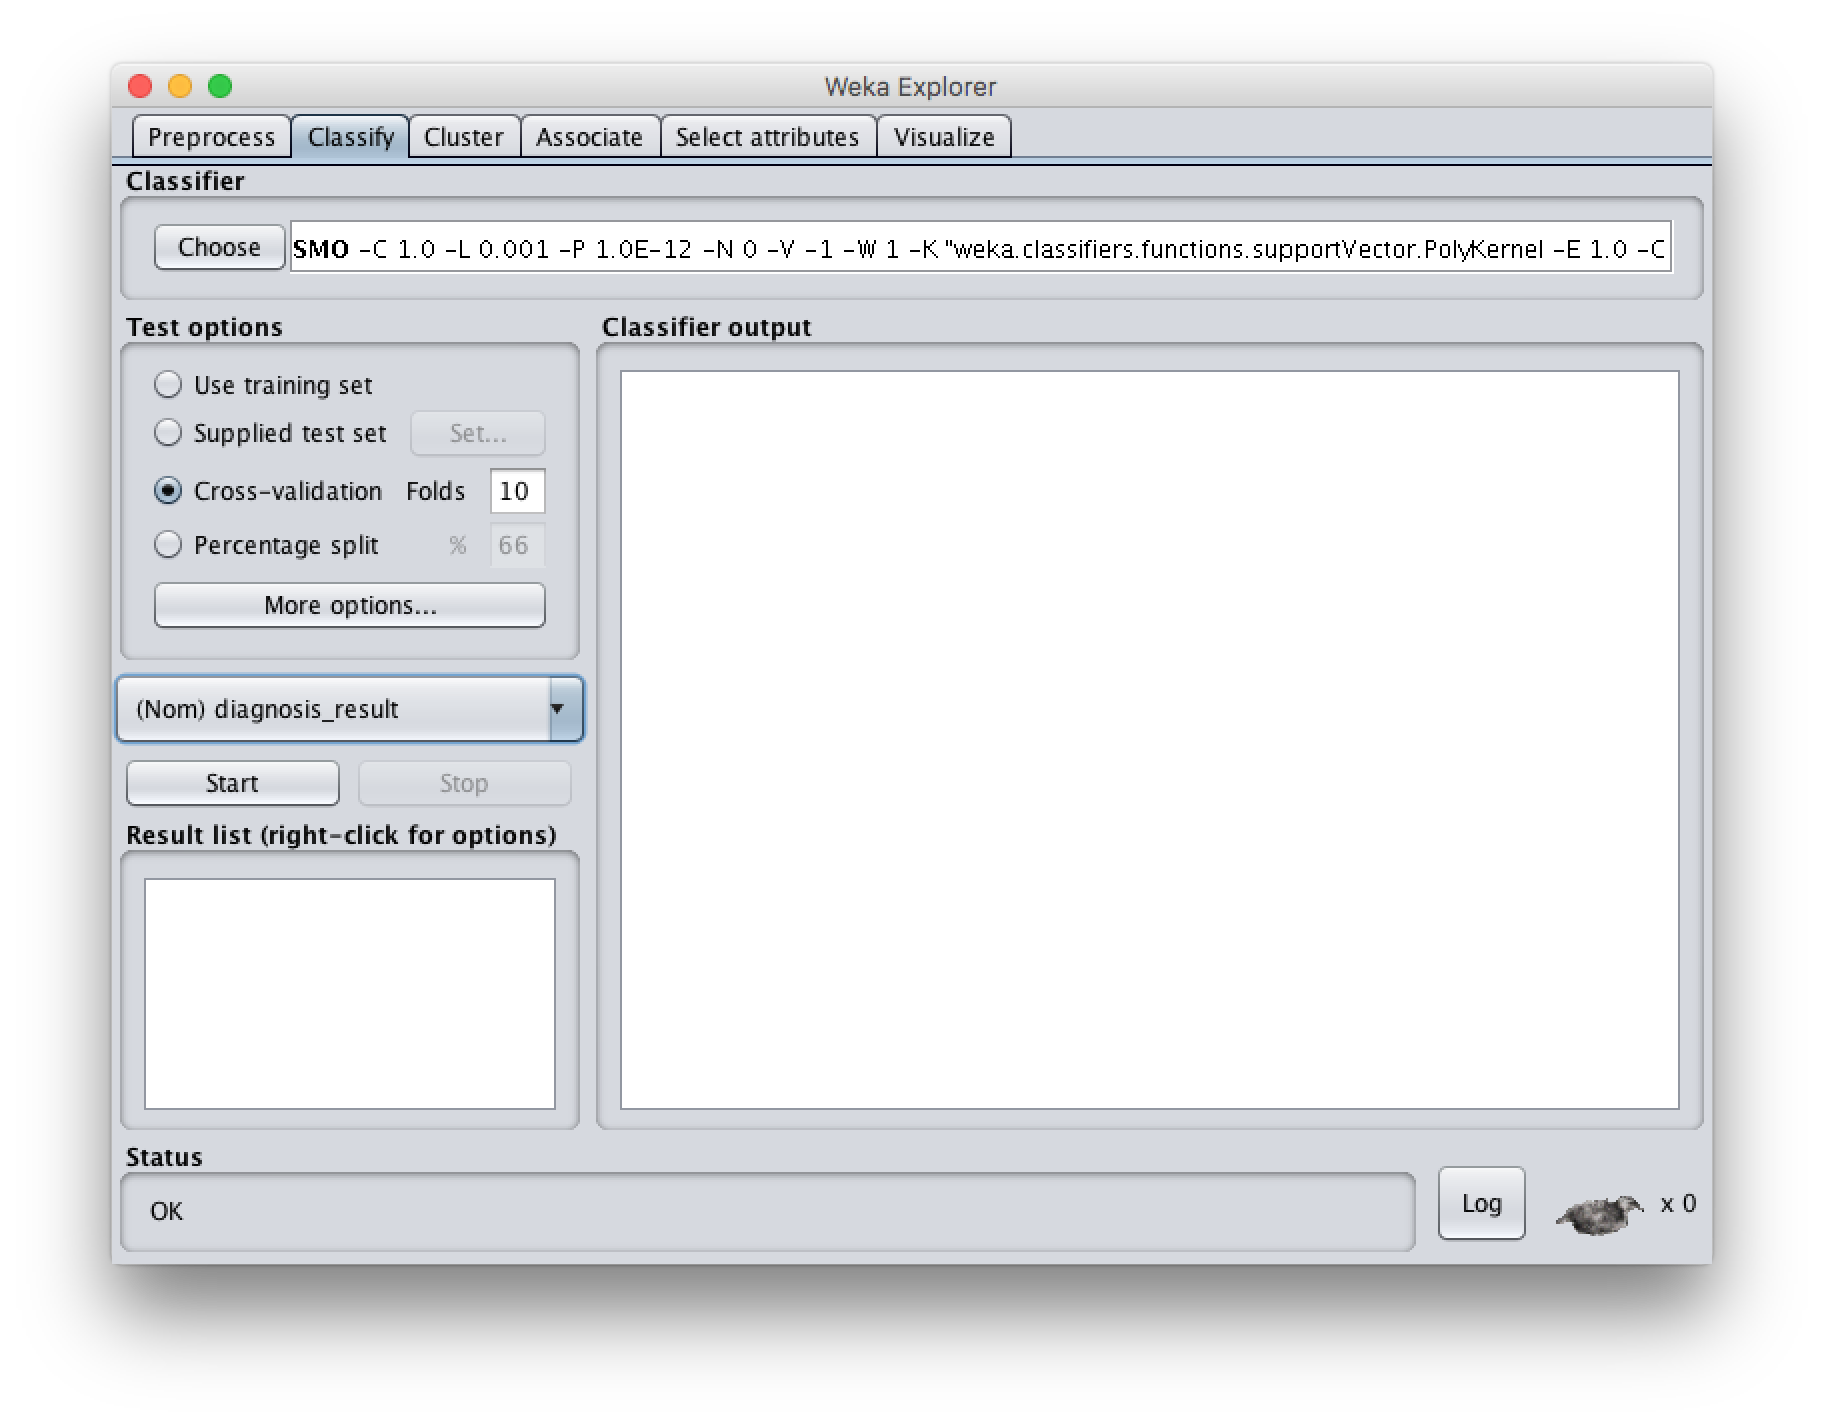 Weka Explorer
Preprocess Classify Cluster Associate Select attributes Visualize
Classifier
Choose SMO -C 1.0 -L 0.001 -P 1.0E-12 -N 0 -V -1 -W 1 -K "weka.classifiers.functions.supportVector.PolyKernel -E 1.0 -C
Test options
Use training set
Supplied test set Set...
Cross-validation Folds 10
Percentage split % 66
More options...
(Nom) diagnosis_result
Start Stop
Result list (right-click for options)
Classifier output
Status
OK
Log x 0